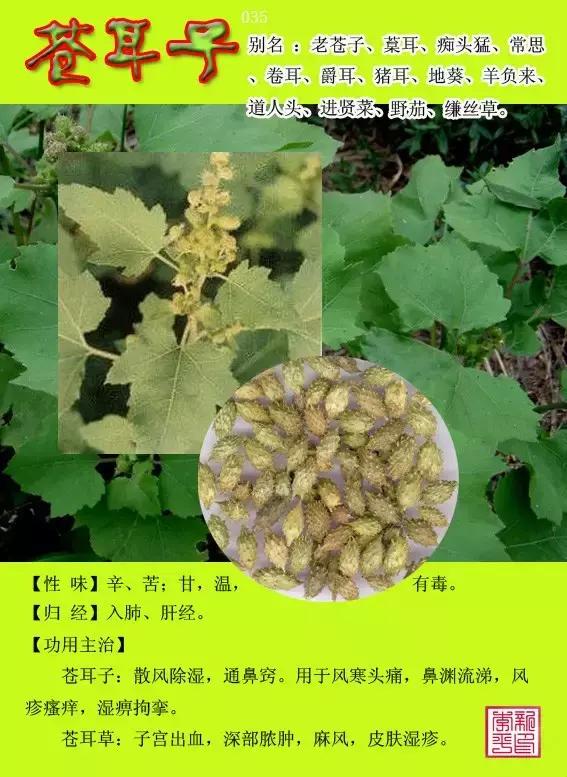 苍耳子
035
别名：老苍子、葈耳、痴头猛、常思
、卷耳、爵耳、猪耳、地葵、羊负来、
道人头、进贤菜、野茄、缣丝草。
【性 味】辛、苦；甘，温， 有毒。
【归 经】入肺、肝经。
【功用主治】
苍耳子：散风除湿，通鼻窍。用于风寒头痛，鼻渊流涕，风
疹瘙痒，湿痹拘挛。
苍耳草：子宫出血，深部脓肿，麻风，皮肤湿疹。